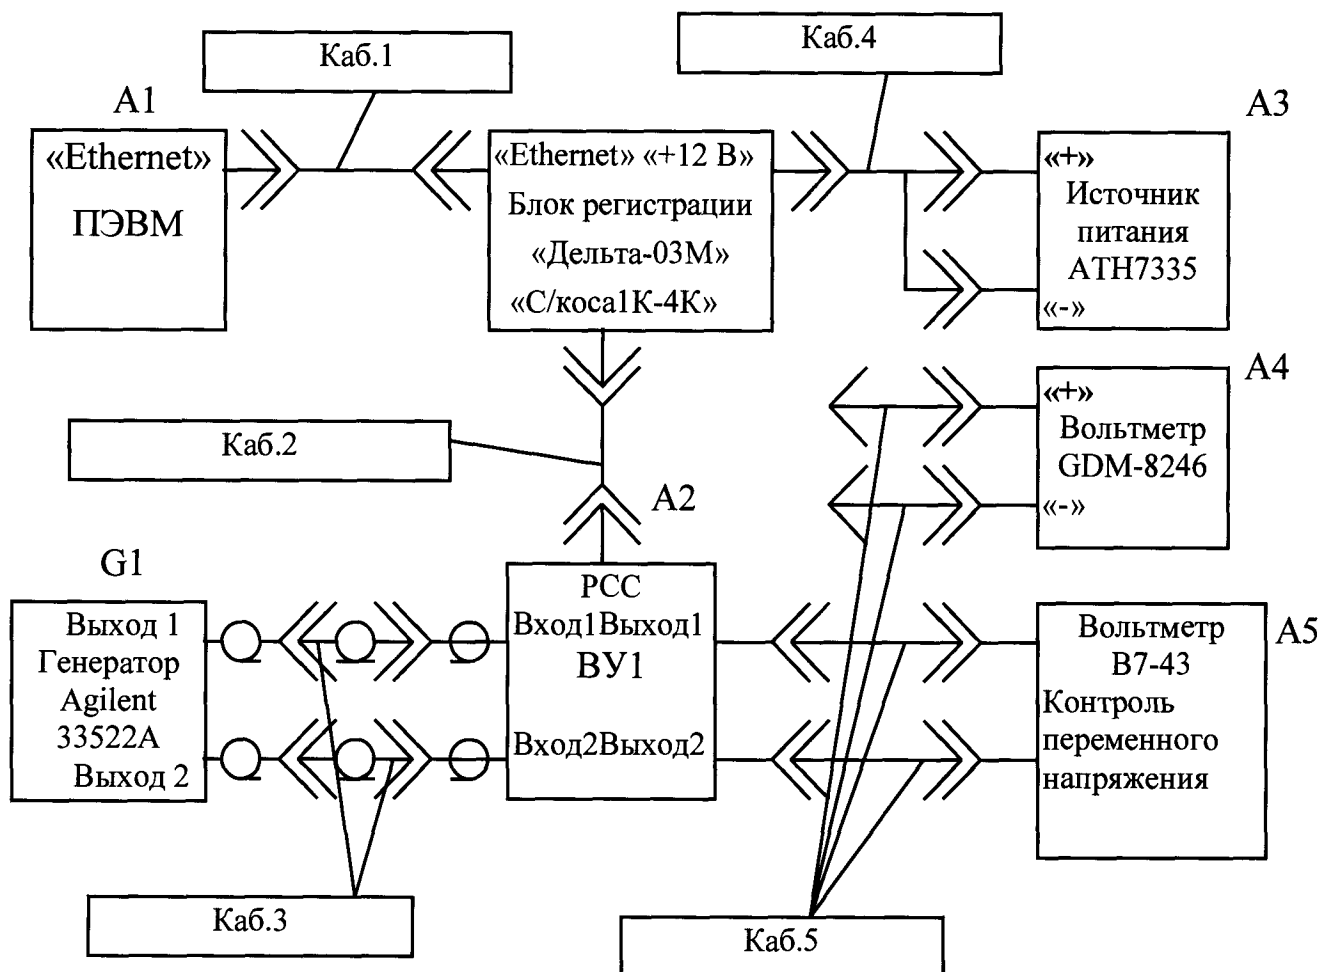 Каб.1
Каб.4
А1
«Ethernet»
ПЭВМ
«Ethernet» «+12 В»
Блок регистрации
«Дельта-03М»
«С/коса1К-4К»
А3
«+»
Источник
питания
АТН7335
«-»
А4
«+»
Вольтметр
GDM-8246
«-»
Каб.2
А2
G1
Выход 1
Генератор
Agilent
33522А
Выход 2
РСС
Вход1Выход1
ВУ1
Вход2Выход2
А5
Вольтметр
В7-43
Контроль
переменного
напряжения
Каб.3
Каб.5